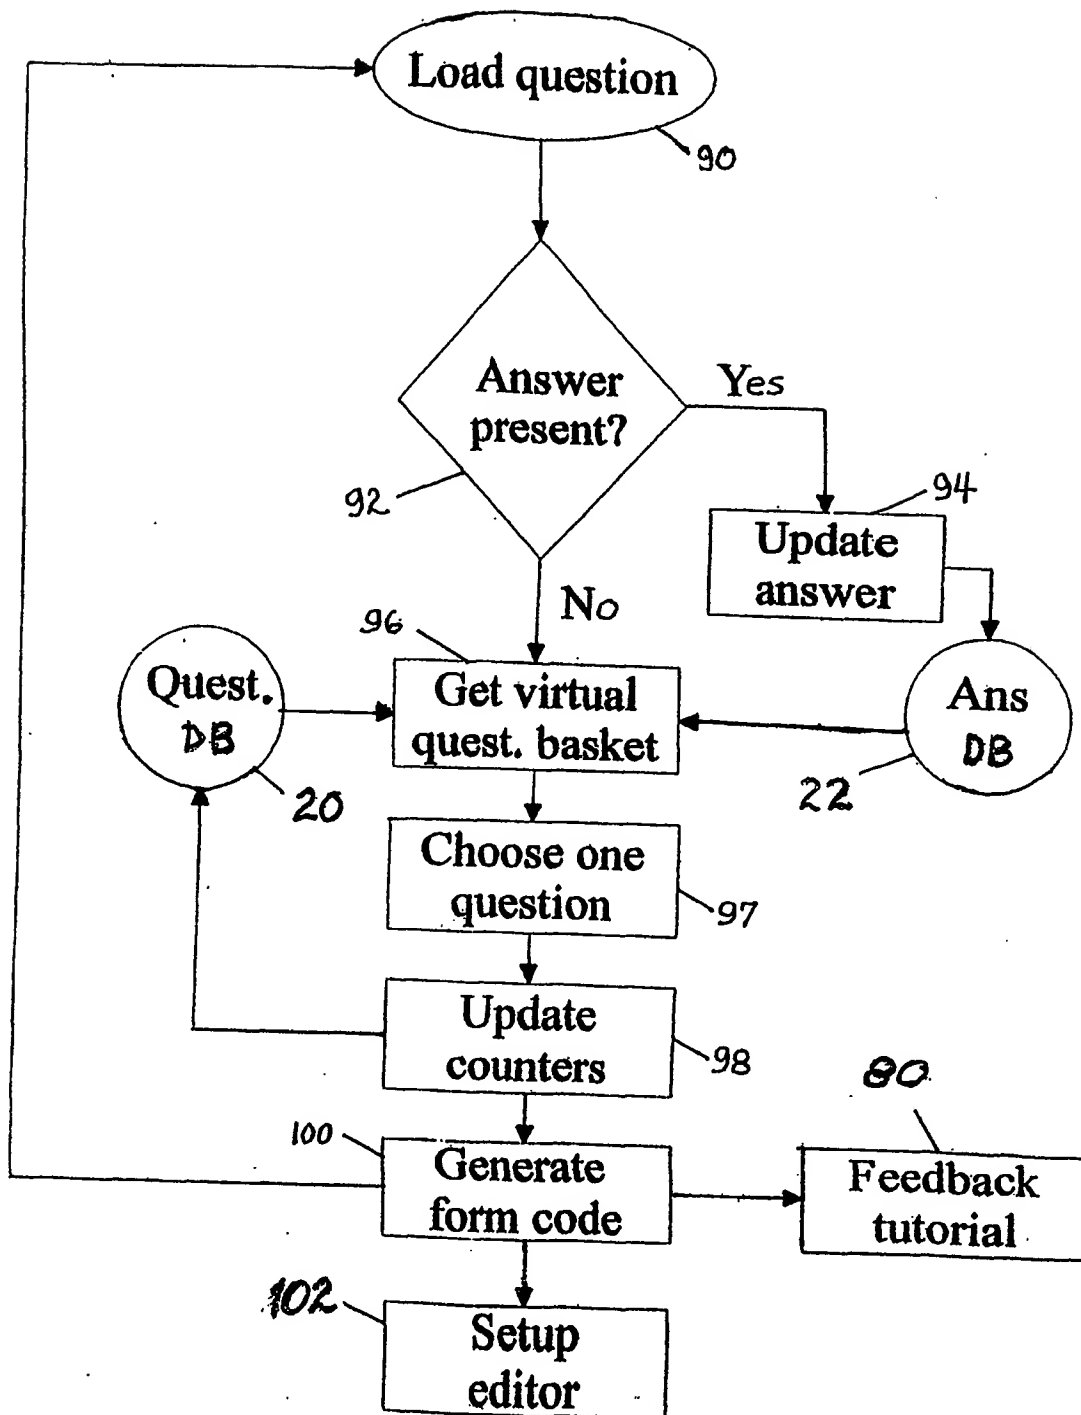 Load question
90
Answer
present?
Yes
92
94
Update
answer
No
96
Quest.
DB
20
Get virtual
quest. basket
Ans
DB
22
Choose one
question
97
Update
counters
98
80
100
Generate
form code
Feedback
tutorial
102
Setup
editor